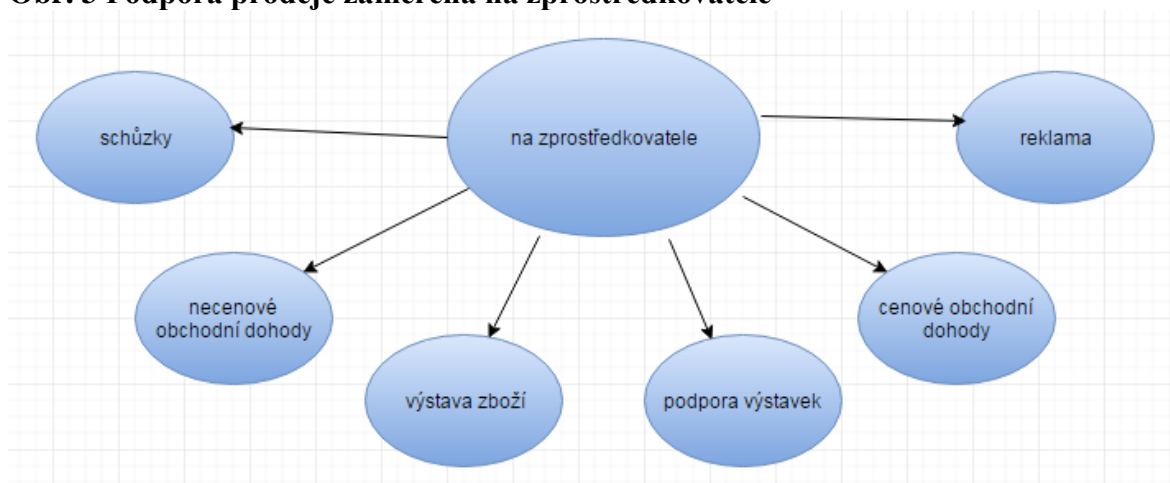 Obr. Podpora prodeje zaměřená na zprostředkovatele
na zprostředkovatele
schůzky
reklama
necenové
obchodní dohody
cenové obchodní
dohody
výstava zboží
podpora výstavek